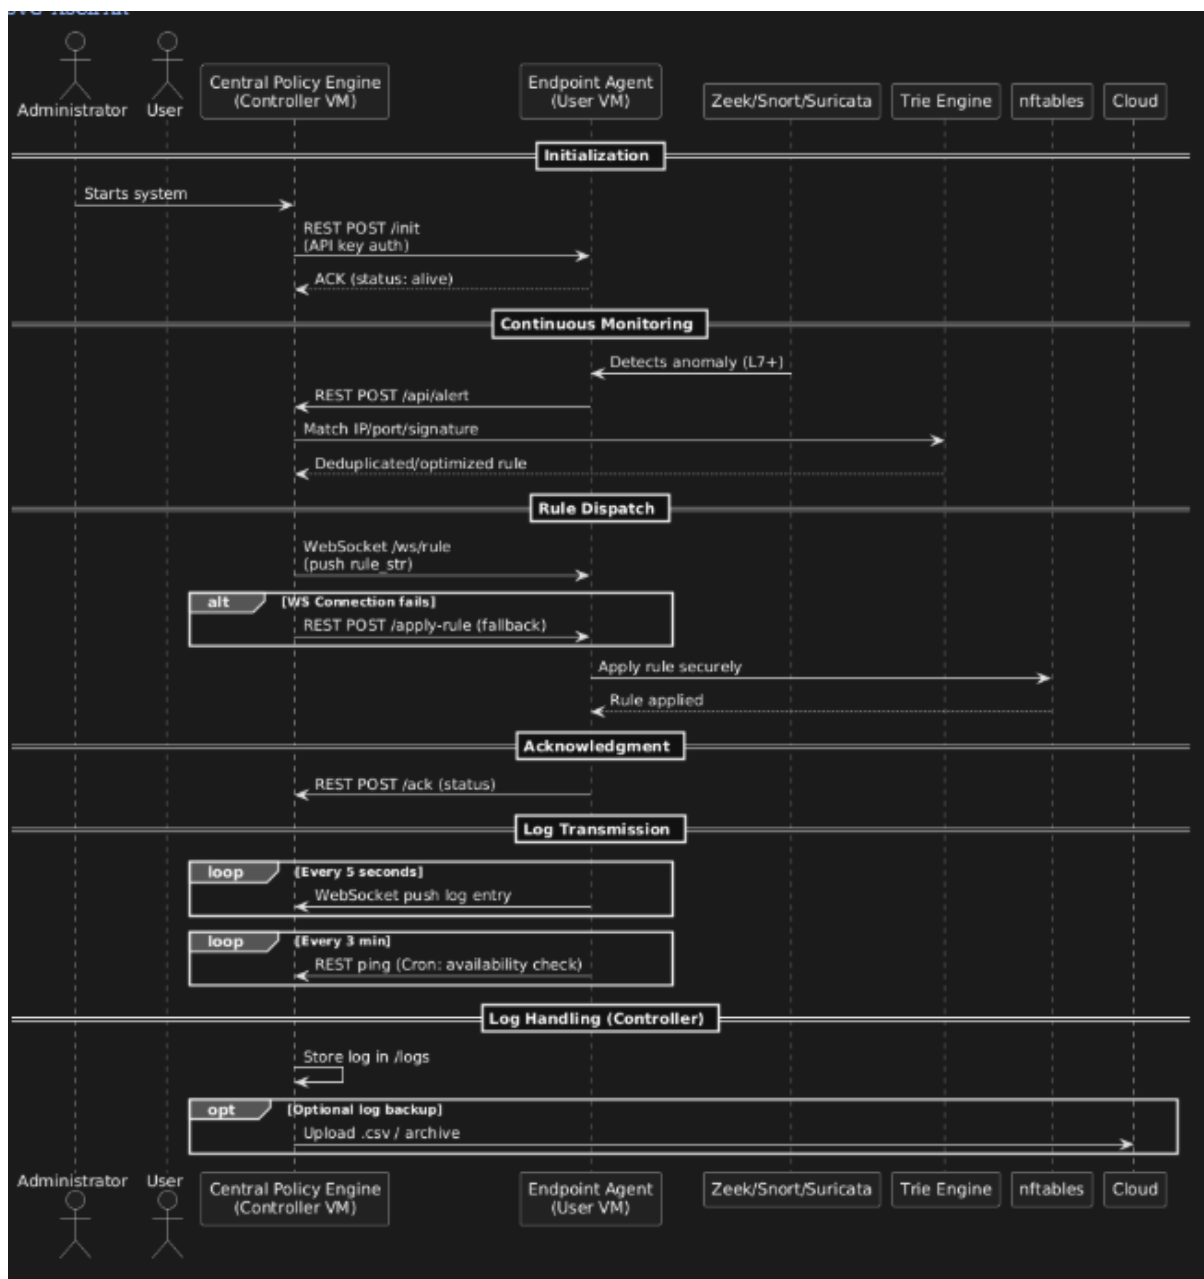 Administrator
User
Central Policy Engine
(Controller VM)
Endpoint Agent
(User VM)
Zeek/Snort/Suricata
Trie Engine
nftables
Cloud
Initialization
Starts system
REST POST /init
(API key auth)
ACK (status: alive)
Continuous Monitoring
Detects anomaly (L7+)
REST POST /api/alert
Match IP/port/signature
Deduplicated/optimized rule
Rule Dispatch
WebSocket /ws/rule
(push rule_str)
alt [WS Connection fails]
REST POST /apply-rule (fallback)
Apply rule securely
Rule applied
Acknowledgment
REST POST /ack (status)
Log Transmission
loop [Every 5 seconds]
WebSocket push log entry
loop [Every 3 min]
REST ping (Cron: availability check)
Log Handling (Controller)
Store log in /logs
opt [Optional log backup]
Upload .csv / archive
Administrator
User
Central Policy Engine
(Controller VM)
Endpoint Agent
(User VM)
Zeek/Snort/Suricata
Trie Engine
nftables
Cloud